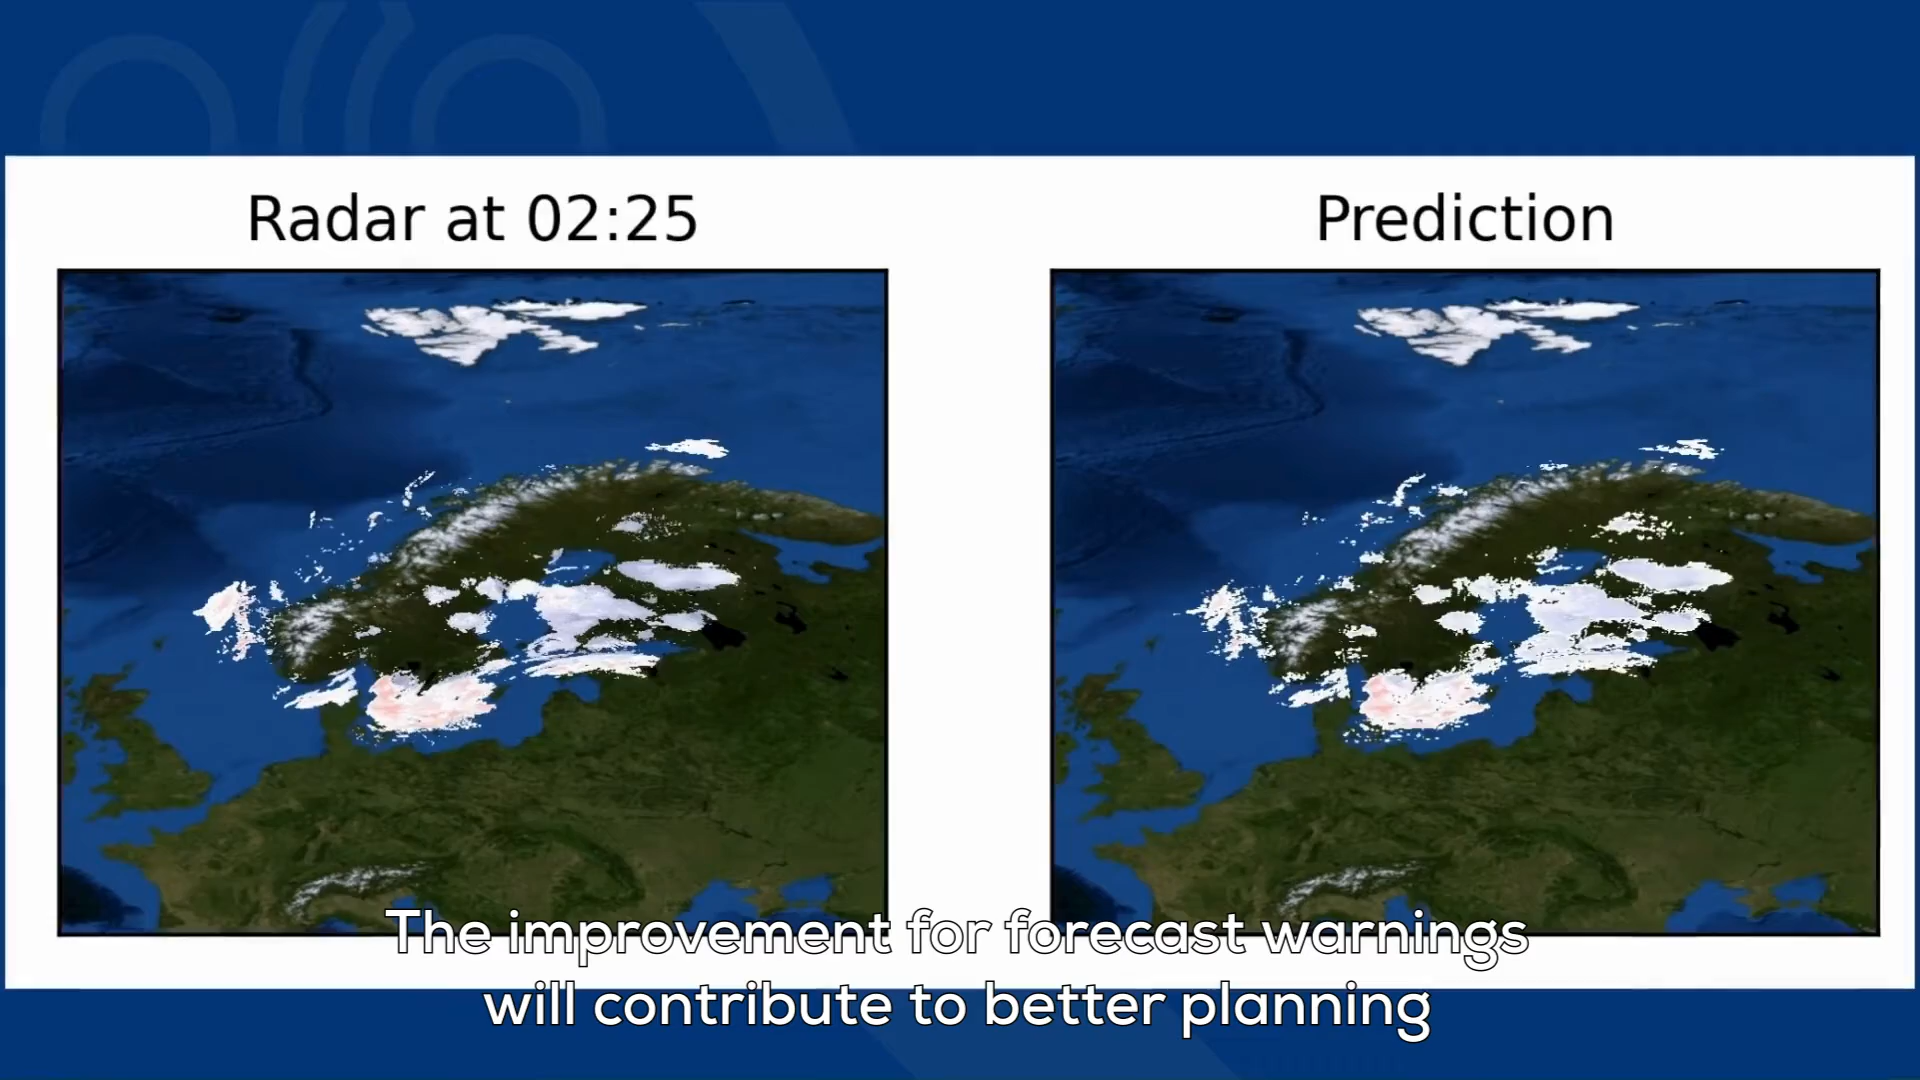 Radar at 02:25
Prediction
The improvement for forecast warnings
will contribute to better planning